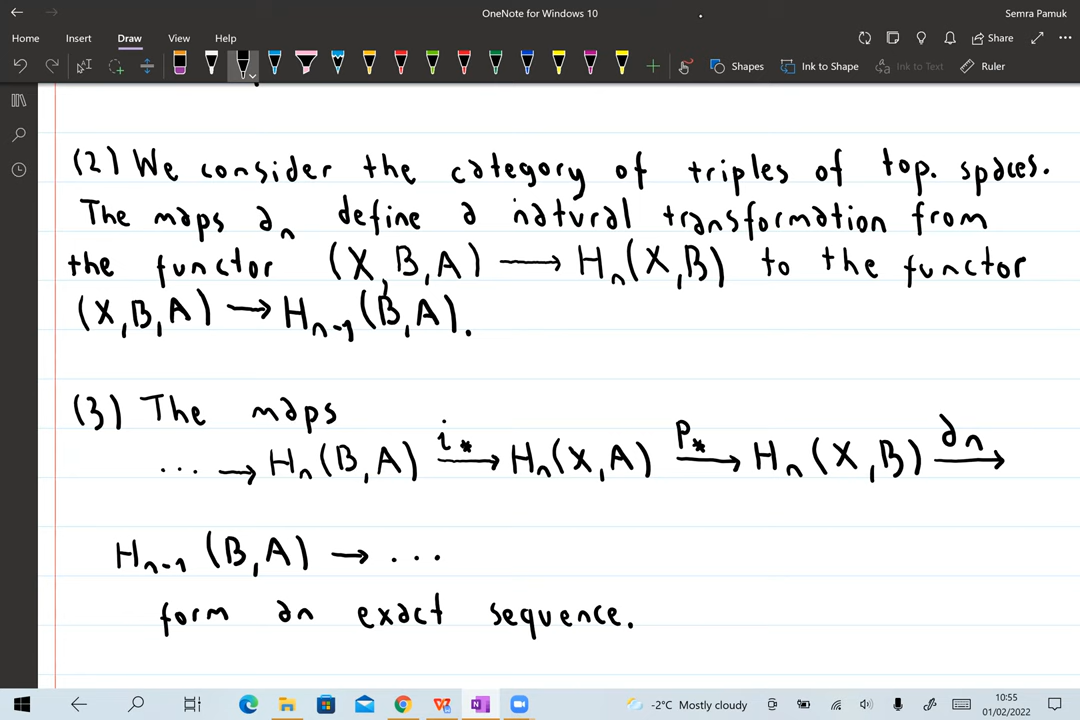 OneNote for Windows 10
Semra Pamuk
Home Insert Draw View Help
Share
Shapes Ink to Shape Ink to Text Ruler
(2) We consider the category of triples of top. spaces.
The maps ∂n define a natural transformation from
the functor (X,B,A) ⟶ Hn(X,B) to the functor
(X,B,A) → Hn-1(B,A).
(3) The maps
... → Hn(B,A) i* → Hn(X,A) p* → Hn(X,B) ∂n →
Hn-1(B,A) → ...
form an exact sequence.
-2°C Mostly cloudy
10:55
01/02/2022